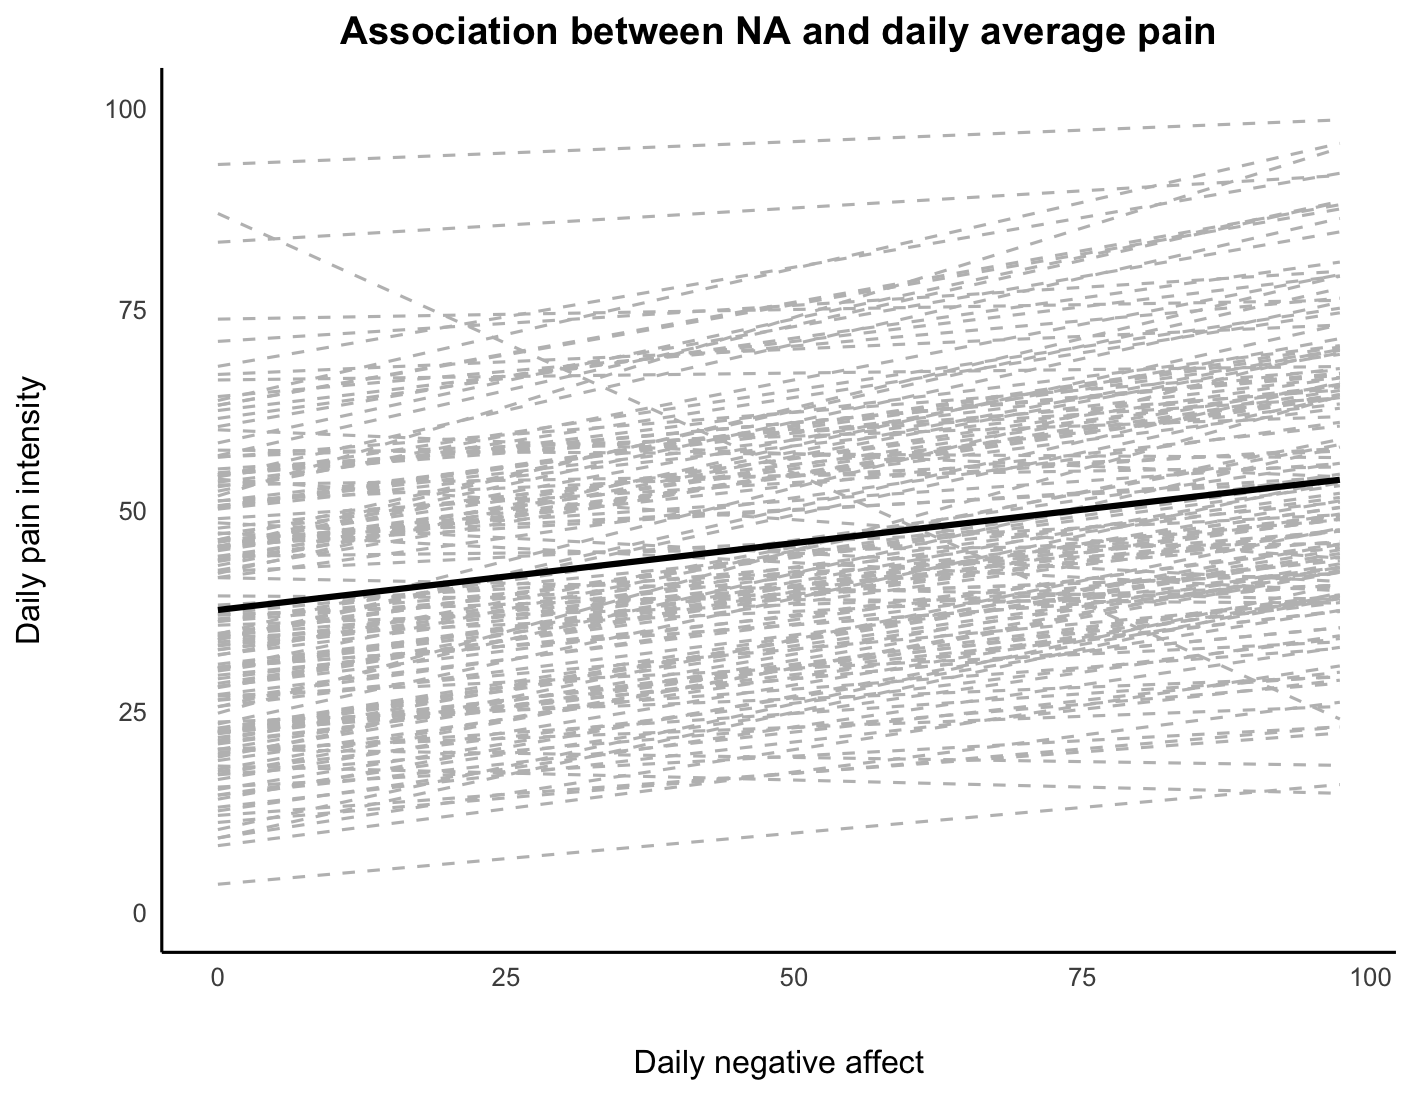 Association between NA and daily average pain
100
75
50
25
0
Daily pain intensity
0 25 50 75 100
Daily negative affect